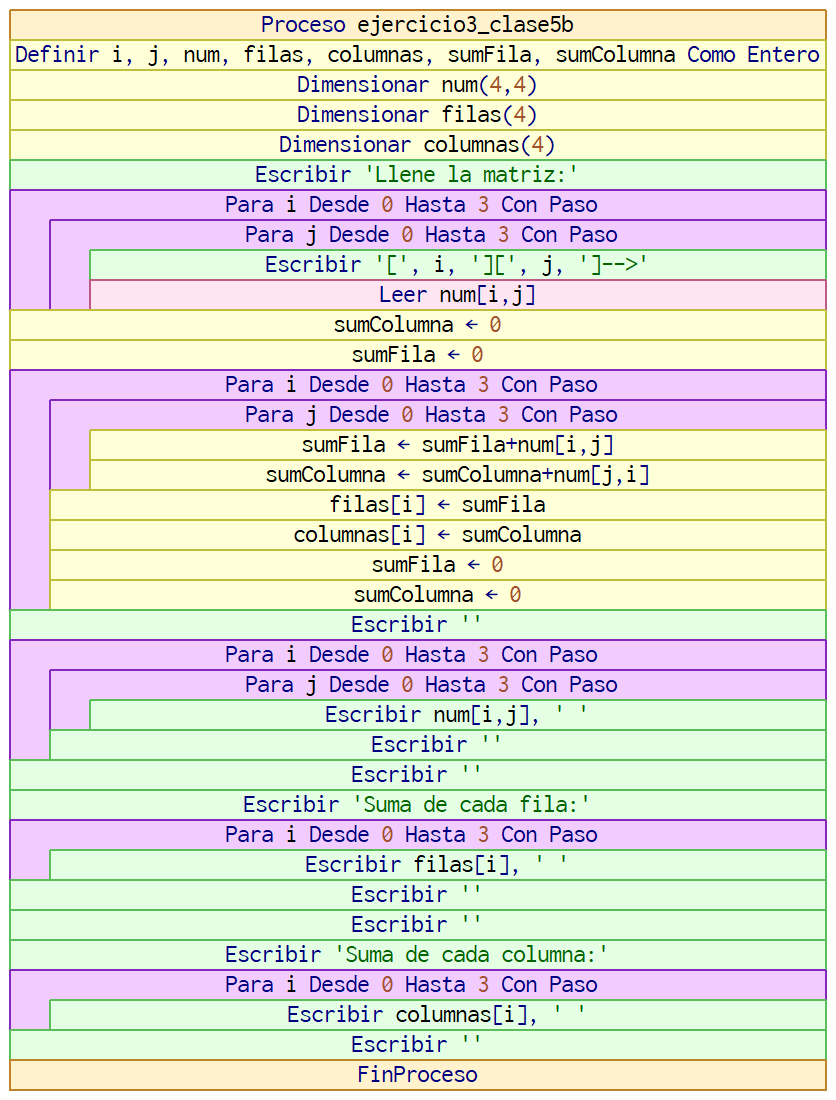 Proceso ejercicio3_clase5b
Definir i, j, num, filas, columnas, sumFila, sumColumna Como Entero
Dimensionar num(4,4)
Dimensionar filas(4)
Dimensionar columnas(4)
Escribir 'Llene la matriz:'
Para i Desde 0 Hasta 3 Con Paso
Para j Desde 0 Hasta 3 Con Paso
Escribir '[', i, '][', j, ']-->'
Leer num[i,j]
sumColumna ← 0
sumFila ← 0
Para i Desde 0 Hasta 3 Con Paso
Para j Desde 0 Hasta 3 Con Paso
sumFila ← sumFila+num[i,j]
sumColumna ← sumColumna+num[j,i]
filas[i] ← sumFila
columnas[i] ← sumColumna
sumFila ← 0
sumColumna ← 0
Escribir ''
Para i Desde 0 Hasta 3 Con Paso
Para j Desde 0 Hasta 3 Con Paso
Escribir num[i,j], ' '
Escribir ''
Escribir ''
Escribir 'Suma de cada fila:'
Para i Desde 0 Hasta 3 Con Paso
Escribir filas[i], ' '
Escribir ''
Escribir ''
Escribir 'Suma de cada columna:'
Para i Desde 0 Hasta 3 Con Paso
Escribir columnas[i], ' '
Escribir ''
FinProceso